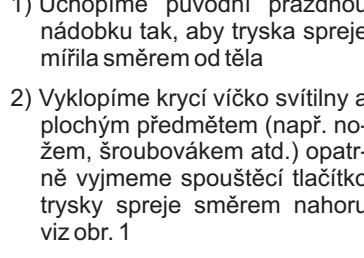 1) Uchopíme původní prázdnou
nádobku tak, aby tryska spreje
mířila směrem od těla
2) Vyklopíme krycí víčko svítilny a
plochým předmětem (např. no-
žem, šroubovákem atd.) opatr-
ně vyjmeme spouštěcí tlačítko
trysky spreje směrem nahoru
viz obr. 1